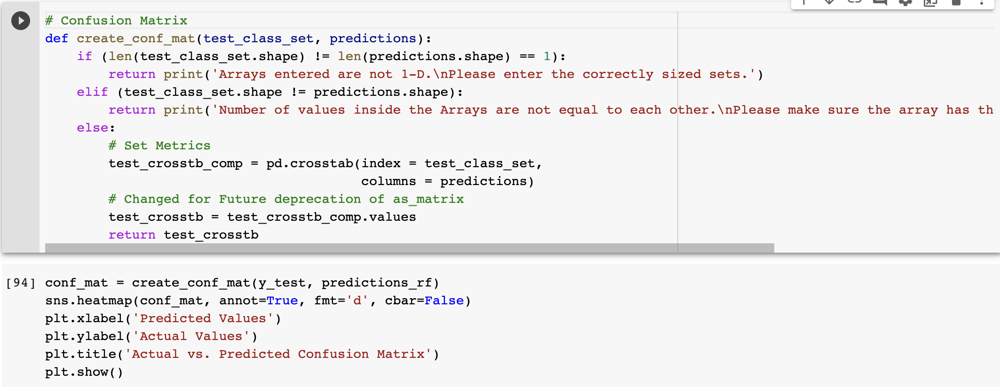 # Confusion Matrix
def create_conf_mat(test_class_set, predictions):
    if (len(test_class_set.shape) != len(predictions.shape) == 1):
        return print('Arrays entered are not 1-D.\nPlease enter the correctly sized sets.')
    elif (test_class_set.shape != predictions.shape):
        return print('Number of values inside the Arrays are not equal to each other.\nPlease make sure the array has th
    else:
        # Set Metrics
        test_crosstb_comp = pd.crosstab(index = test_class_set,
                                        columns = predictions)
        # Changed for Future deprecation of as_matrix
        test_crosstb = test_crosstb_comp.values
        return test_crosstb
[94] conf_mat = create_conf_mat(y_test, predictions_rf)
sns.heatmap(conf_mat, annot=True, fmt='d', cbar=False)
plt.xlabel('Predicted Values')
plt.ylabel('Actual Values')
plt.title('Actual vs. Predicted Confusion Matrix')
plt.show()